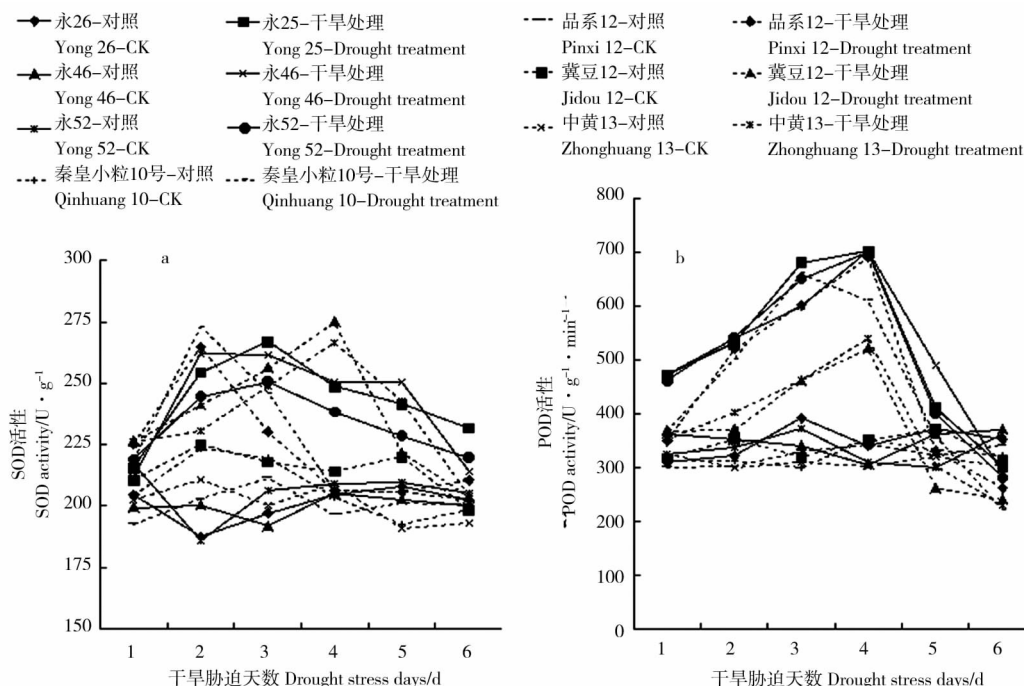 永26-对照
永25-干旱处理
品系12-对照
品系12-干旱处理
Yong 26-CK
Yong 25-Drought treatment
Pinxi 12-CK
Pinxi 12-Drought treatment
永46-对照
永46-干旱处理
冀豆12-对照
冀豆12-干旱处理
Yong 46-CK
Yong 46-Drought treatment
Jidou 12-CK
Jidou 12-Drought treatment
永52-对照
永52-干旱处理
中黄13-对照
中黄13-干旱处理
Yong 52-CK
Yong 52-Drought treatment
Zhonghuang 13-CK
Zhonghuang 13-Drought treatment
秦皇小粒10号-对照
秦皇小粒10号-干旱处理
Qinhuang 10-CK
Qinhuang 10-Drought treatment
SOD活性
SOD activity/U·g⁻¹
300
275
250
225
200
175
150
a
1 2 3 4 5 6
干旱胁迫天数 Drought stress days/d
POD活性
POD activity/U·g⁻¹·min⁻¹
800
700
600
500
400
300
200
100
0
b
1 2 3 4 5 6
干旱胁迫天数 Drought stress days/d